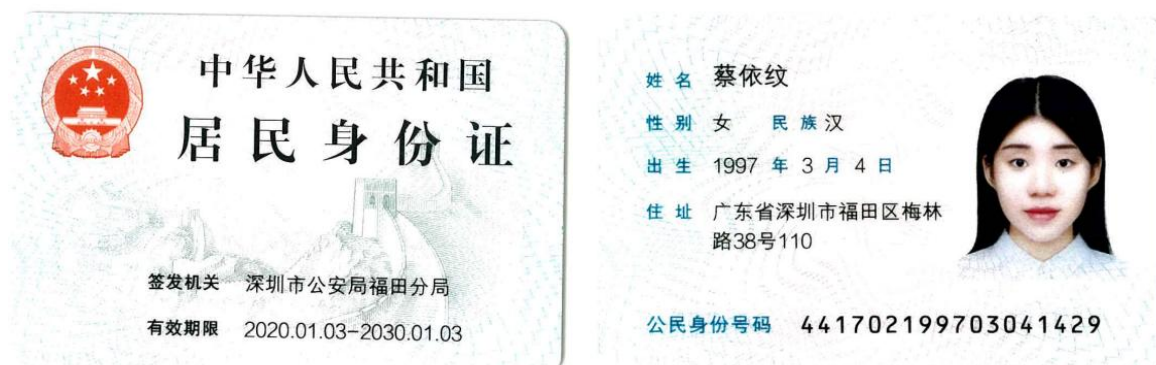 中华人民共和国
居民身份证
签发机关 深圳市公安局福田分局
有效期限 2020.01.03-2030.01.03
姓名 蔡依纹
性别 女 民族 汉
出生 1997 年 3 月 4 日
住址 广东省深圳市福田区梅林
路38号110
公民身份号码 441702199703041429